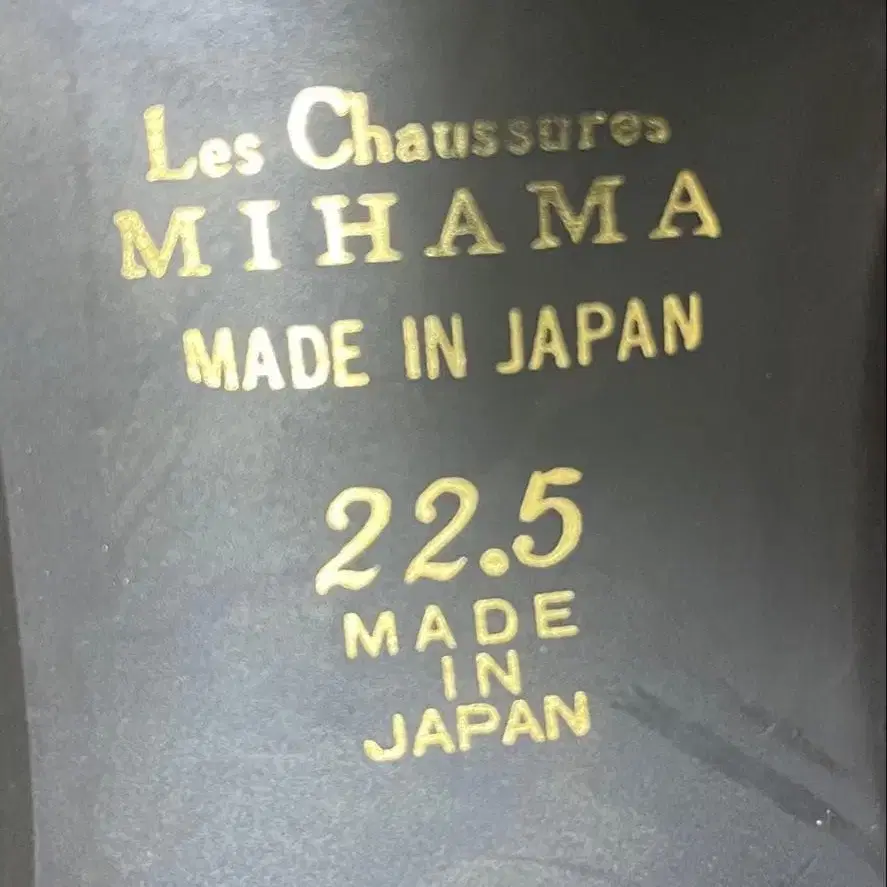 Les Chaussures
MIHAMA
MADE IN JAPAN
22.5
MADE
IN
JAPAN